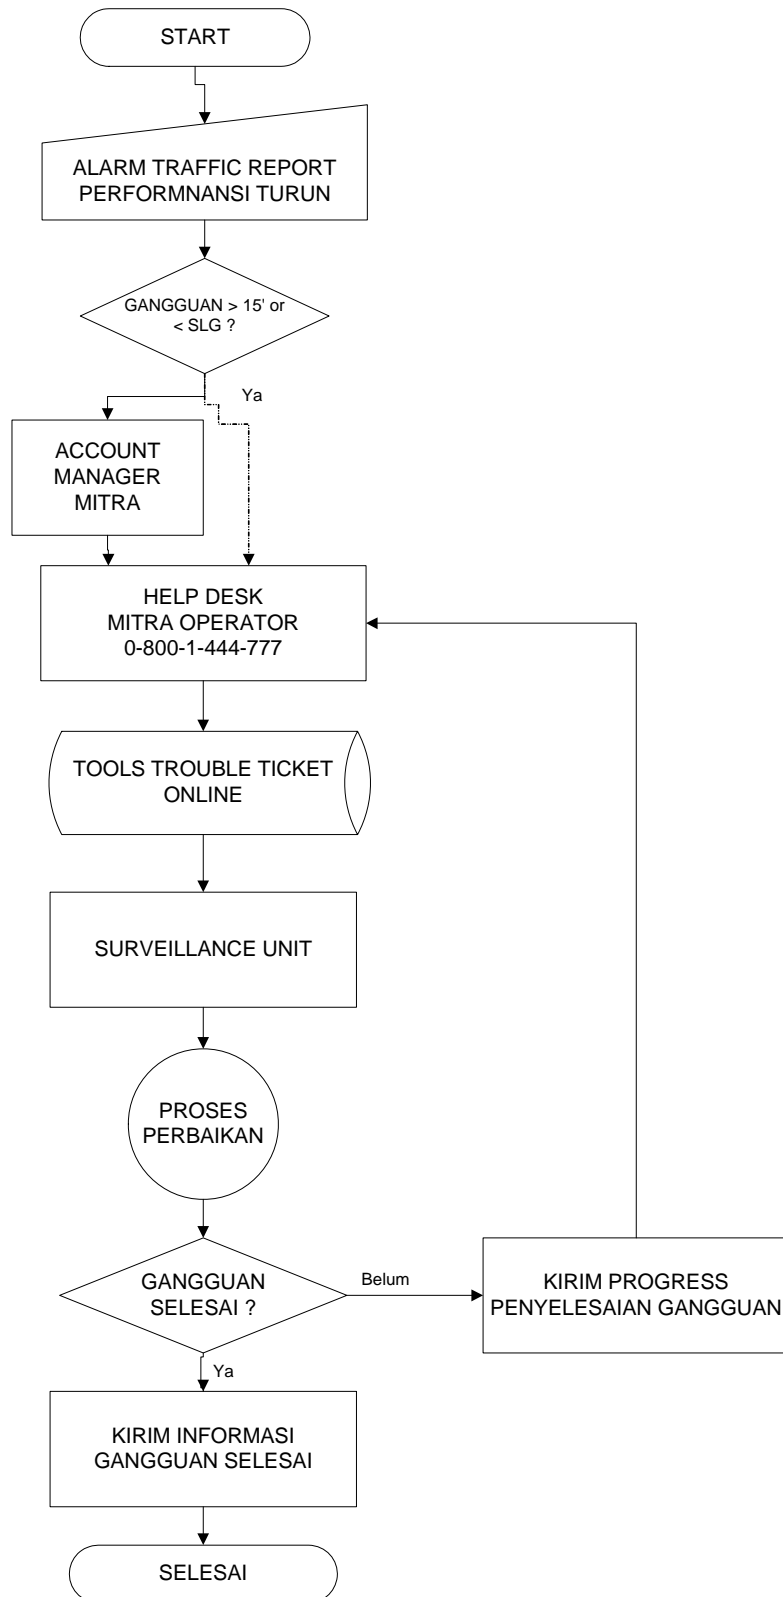 START
ALARM TRAFFIC REPORT
PERFORMNANSI TURUN
GANGGUAN > 15' or
< SLG ?
Ya
ACCOUNT
MANAGER
MITRA
HELP DESK
MITRA OPERATOR
0-800-1-444-777
TOOLS TROUBLE TICKET
ONLINE
SURVEILLANCE UNIT
PROSES
PERBAIKAN
GANGGUAN
SELESAI ?
Belum
KIRIM PROGRESS
PENYELESAIAN GANGGUAN
Ya
KIRIM INFORMASI
GANGGUAN SELESAI
SELESAI